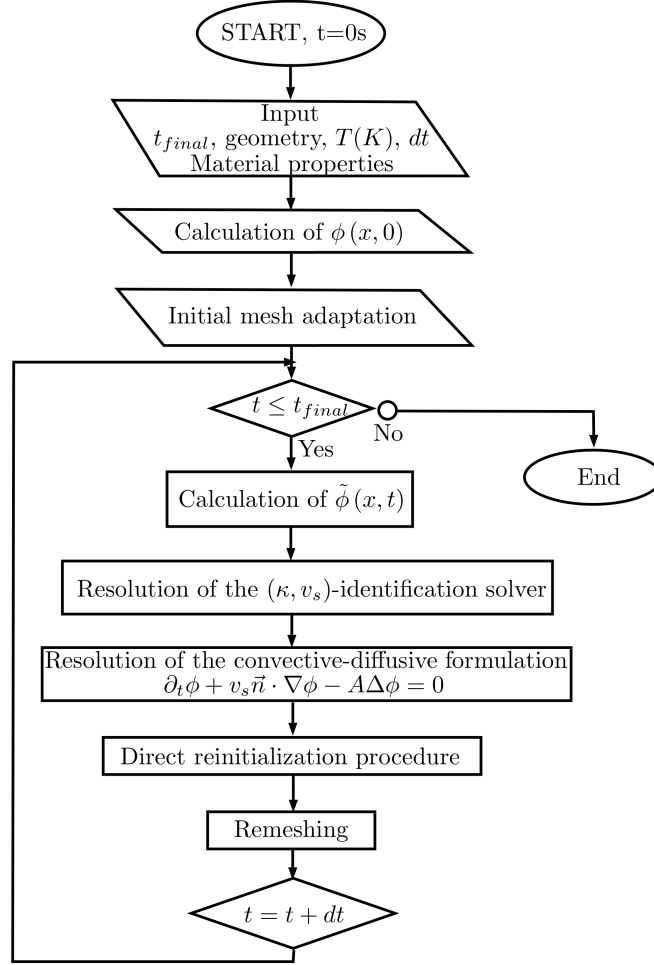 START, t=0s
Input
t_{final}, geometry, T(K), dt
Material properties
Calculation of ϕ(x, 0)
Initial mesh adaptation
t ≤ t_{final}
No
Yes
End
Calculation of ϕ̃(x, t)
Resolution of the (κ, v_s)-identification solver
Resolution of the convective-diffusive formulation
∂_tϕ + v_s n⃗ · ∇ϕ − AΔϕ = 0
Direct reinitialization procedure
Remeshing
t = t + dt